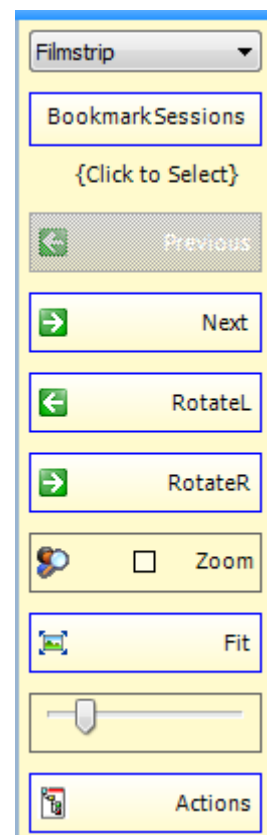 Filmstrip
BookmarkSessions
{Click to Select}
Previous
Next
RotateL
RotateR
Zoom
Fit
Actions